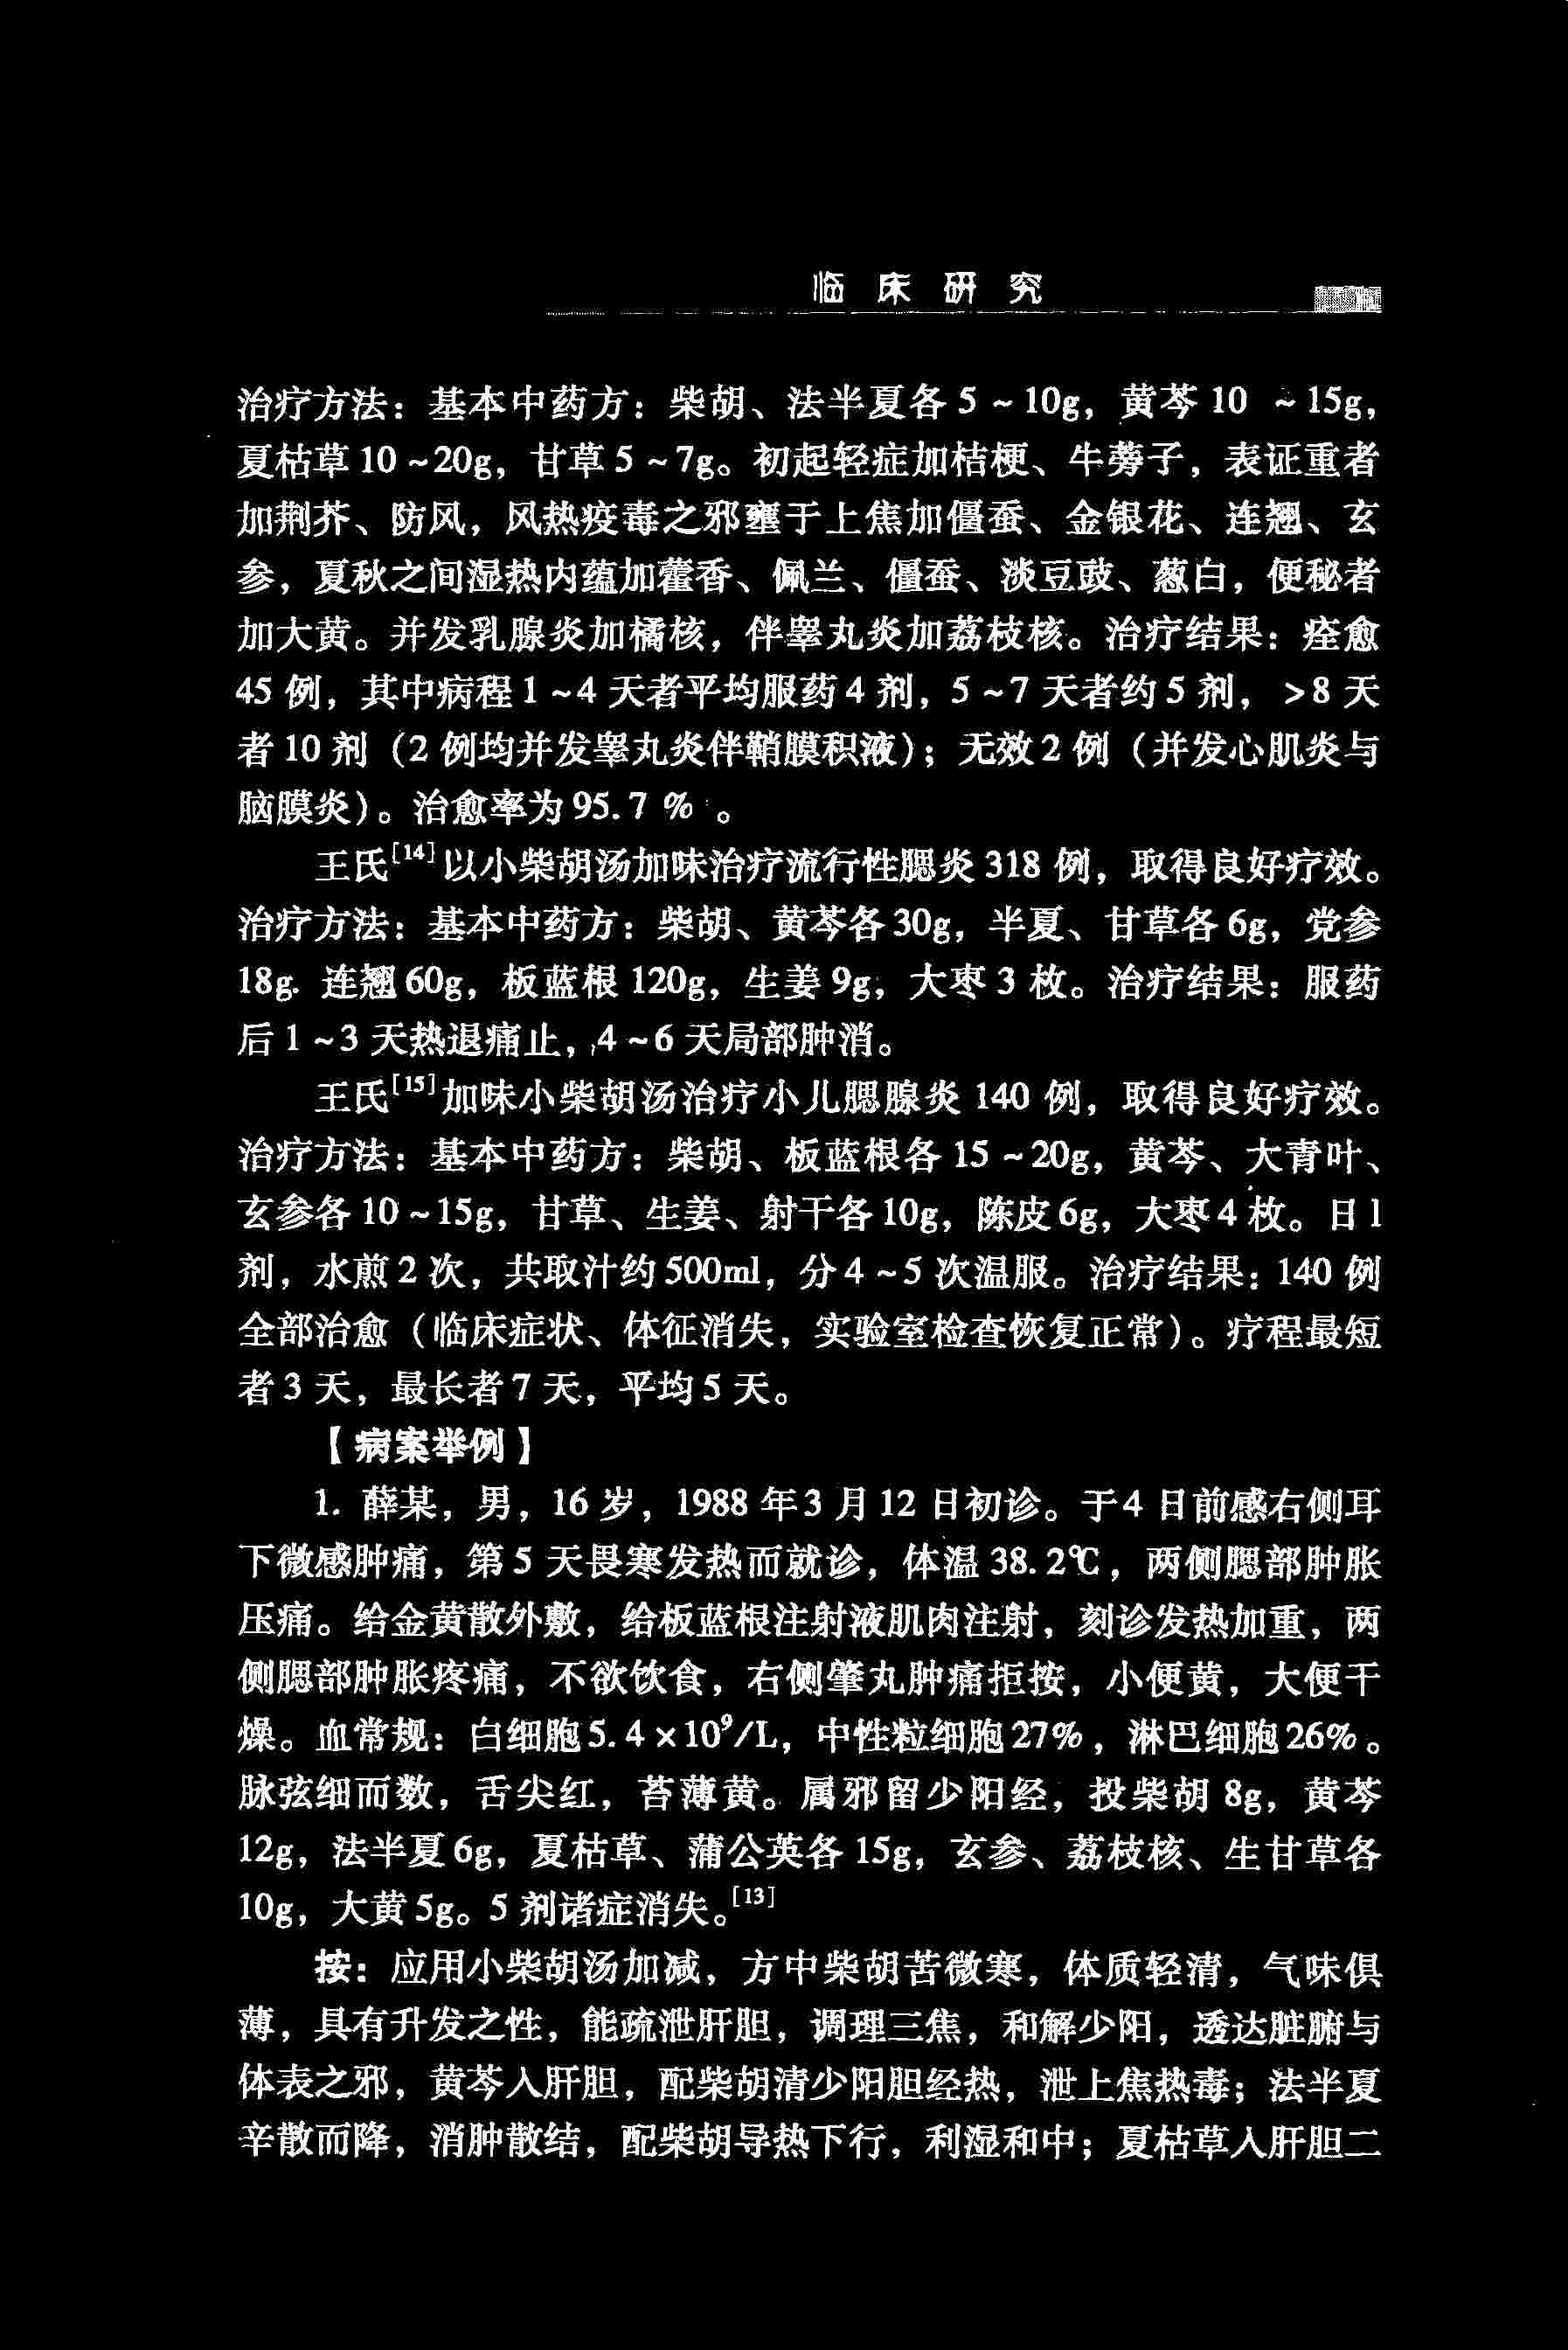 临床研究
治疗方法：基本中药方：柴胡、法半夏各 5 ~ 10g，黄芩 10 ~ 15g，
夏枯草 10 ~20g，甘草 5 ~7g。初起轻症加桔梗、牛蒡子，表证重者
加荆芥、防风，风热疫毒之邪壅于上焦加僵蚕、金银花、连翘、玄
参，夏秋之间湿热内蕴加藿香、佩兰、僵蚕、淡豆豉、葱白，便秘者
加大黄。并发乳腺炎加橘核，伴睾丸炎加荔枝核。治疗结果：痊愈
45 例，其中病程 1 ~4 天者平均服药 4 剂，5 ~7 天者约 5 剂，>8 天
者 10 剂（2 例均并发睾丸炎伴鞘膜积液）；无效 2 例（并发心肌炎与
脑膜炎）。治愈率为 95.7 %。
王氏[14]以小柴胡汤加味治疗流行性腮炎 318 例，取得良好疗效。
治疗方法：基本中药方：柴胡、黄芩各 30g，半夏、甘草各 6g，党参
18g. 连翘 60g，板蓝根 120g，生姜 9g，大枣 3 枚。治疗结果：服药
后 1 ~3 天热退痛止，4 ~6 天局部肿消。
王氏[15]加味小柴胡汤治疗小儿腮腺炎 140 例，取得良好疗效。
治疗方法：基本中药方：柴胡、板蓝根各 15 ~20g，黄芩、大青叶、
玄参各 10 ~15g，甘草、生姜、射干各 10g，陈皮 6g，大枣 4 枚。日 1
剂，水煎 2 次，共取汁约 500ml，分 4 ~5 次温服。治疗结果：140 例
全部治愈（临床症状、体征消失，实验室检查恢复正常）。疗程最短
者 3 天，最长者 7 天，平均 5 天。
【病案举例】
1. 薛某，男，16 岁，1988 年 3 月 12 日初诊。于 4 日前感右侧耳
下微感肿痛，第 5 天畏寒发热而就诊，体温 38.2℃，两侧腮部肿胀
压痛。给金黄散外敷，给板蓝根注射液肌肉注射，刻诊发热加重，两
侧腮部肿胀疼痛，不欲饮食，右侧肇丸肿痛拒按，小便黄，大便干
燥。血常规：白细胞 5.4×10⁹/L，中性粒细胞 27%，淋巴细胞 26%。
脉弦细而数，舌尖红，苔薄黄。属邪留少阳经，投柴胡 8g，黄芩
12g，法半夏 6g，夏枯草、蒲公英各 15g，玄参、荔枝核、生甘草各
10g，大黄 5g。5 剂诸症消失。[13]
按：应用小柴胡汤加减，方中柴胡苦微寒，体质轻清，气味俱
薄，具有升发之性，能疏泄肝胆，调理三焦，和解少阳，透达脏腑与
体表之邪，黄芩入肝胆，配柴胡清少阳胆经热，泄上焦热毒；法半夏
辛散而降，消肿散结，配柴胡导热下行，利湿和中；夏枯草入肝胆二